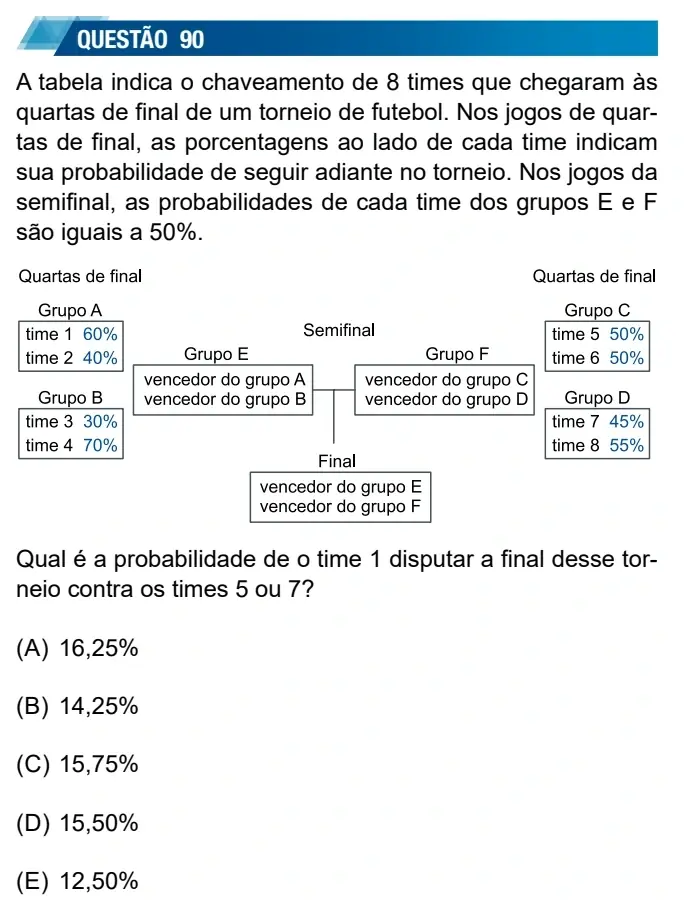 QUESTÃO 90
A tabela indica o chaveamento de 8 times que chegaram às
quartas de final de um torneio de futebol. Nos jogos de quar-
tas de final, as porcentagens ao lado de cada time indicam
sua probabilidade de seguir adiante no torneio. Nos jogos da
semifinal, as probabilidades de cada time dos grupos E e F
são iguais a 50%.
Quartas de final
Grupo A
time 1 60%
time 2 40%
Grupo B
time 3 30%
time 4 70%
Semifinal
Grupo E
vencedor do grupo A
vencedor do grupo B
Grupo F
vencedor do grupo C
vencedor do grupo D
Quartas de final
Grupo C
time 5 50%
time 6 50%
Grupo D
time 7 45%
time 8 55%
Final
vencedor do grupo E
vencedor do grupo F
Qual é a probabilidade de o time 1 disputar a final desse tor-
neio contra os times 5 ou 7?
(A) 16,25%
(B) 14,25%
(C) 15,75%
(D) 15,50%
(E) 12,50%